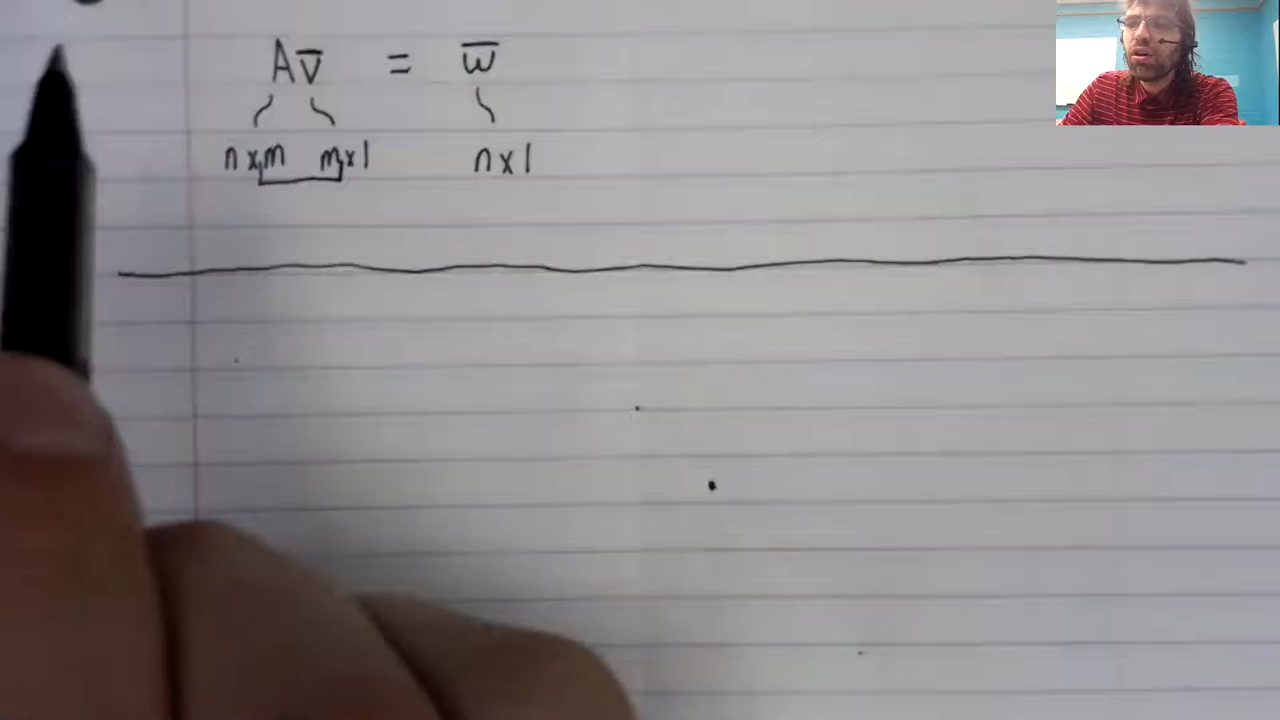 Av̅ = w̅
n x m m x 1 n x 1